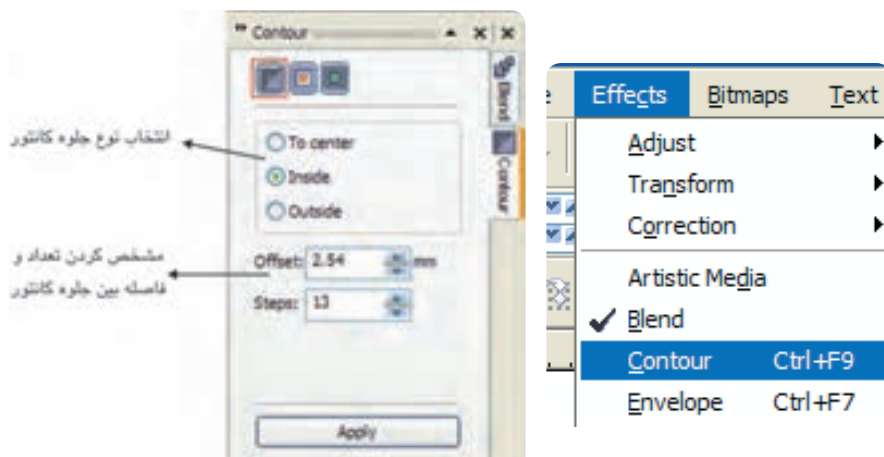 Contour
انتخاب نوع جلوه کانتور
To center
Inside
Outside
مشخص کردن تعداد و
فاصله بین جلوه کانتور
Offset: 2.54 mm
Steps: 13
Apply
Blend
Contour
Effects Bitmaps Text
Adjust
Transform
Correction
Artistic Media
Blend
Contour Ctrl+F9
Envelope Ctrl+F7